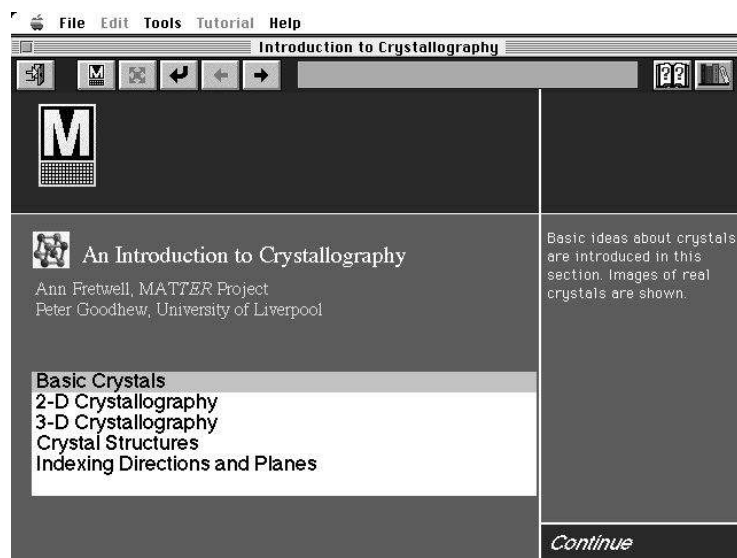 File Edit Tools Tutorial Help
Introduction to Crystallography
M
??
M
An Introduction to Crystallography
Ann Fretwell, MATTER Project
Peter Goodhew, University of Liverpool
Basic ideas about crystals
are introduced in this
section. Images of real
crystals are shown.
Basic Crystals
2-D Crystallography
3-D Crystallography
Crystal Structures
Indexing Directions and Planes
Continue